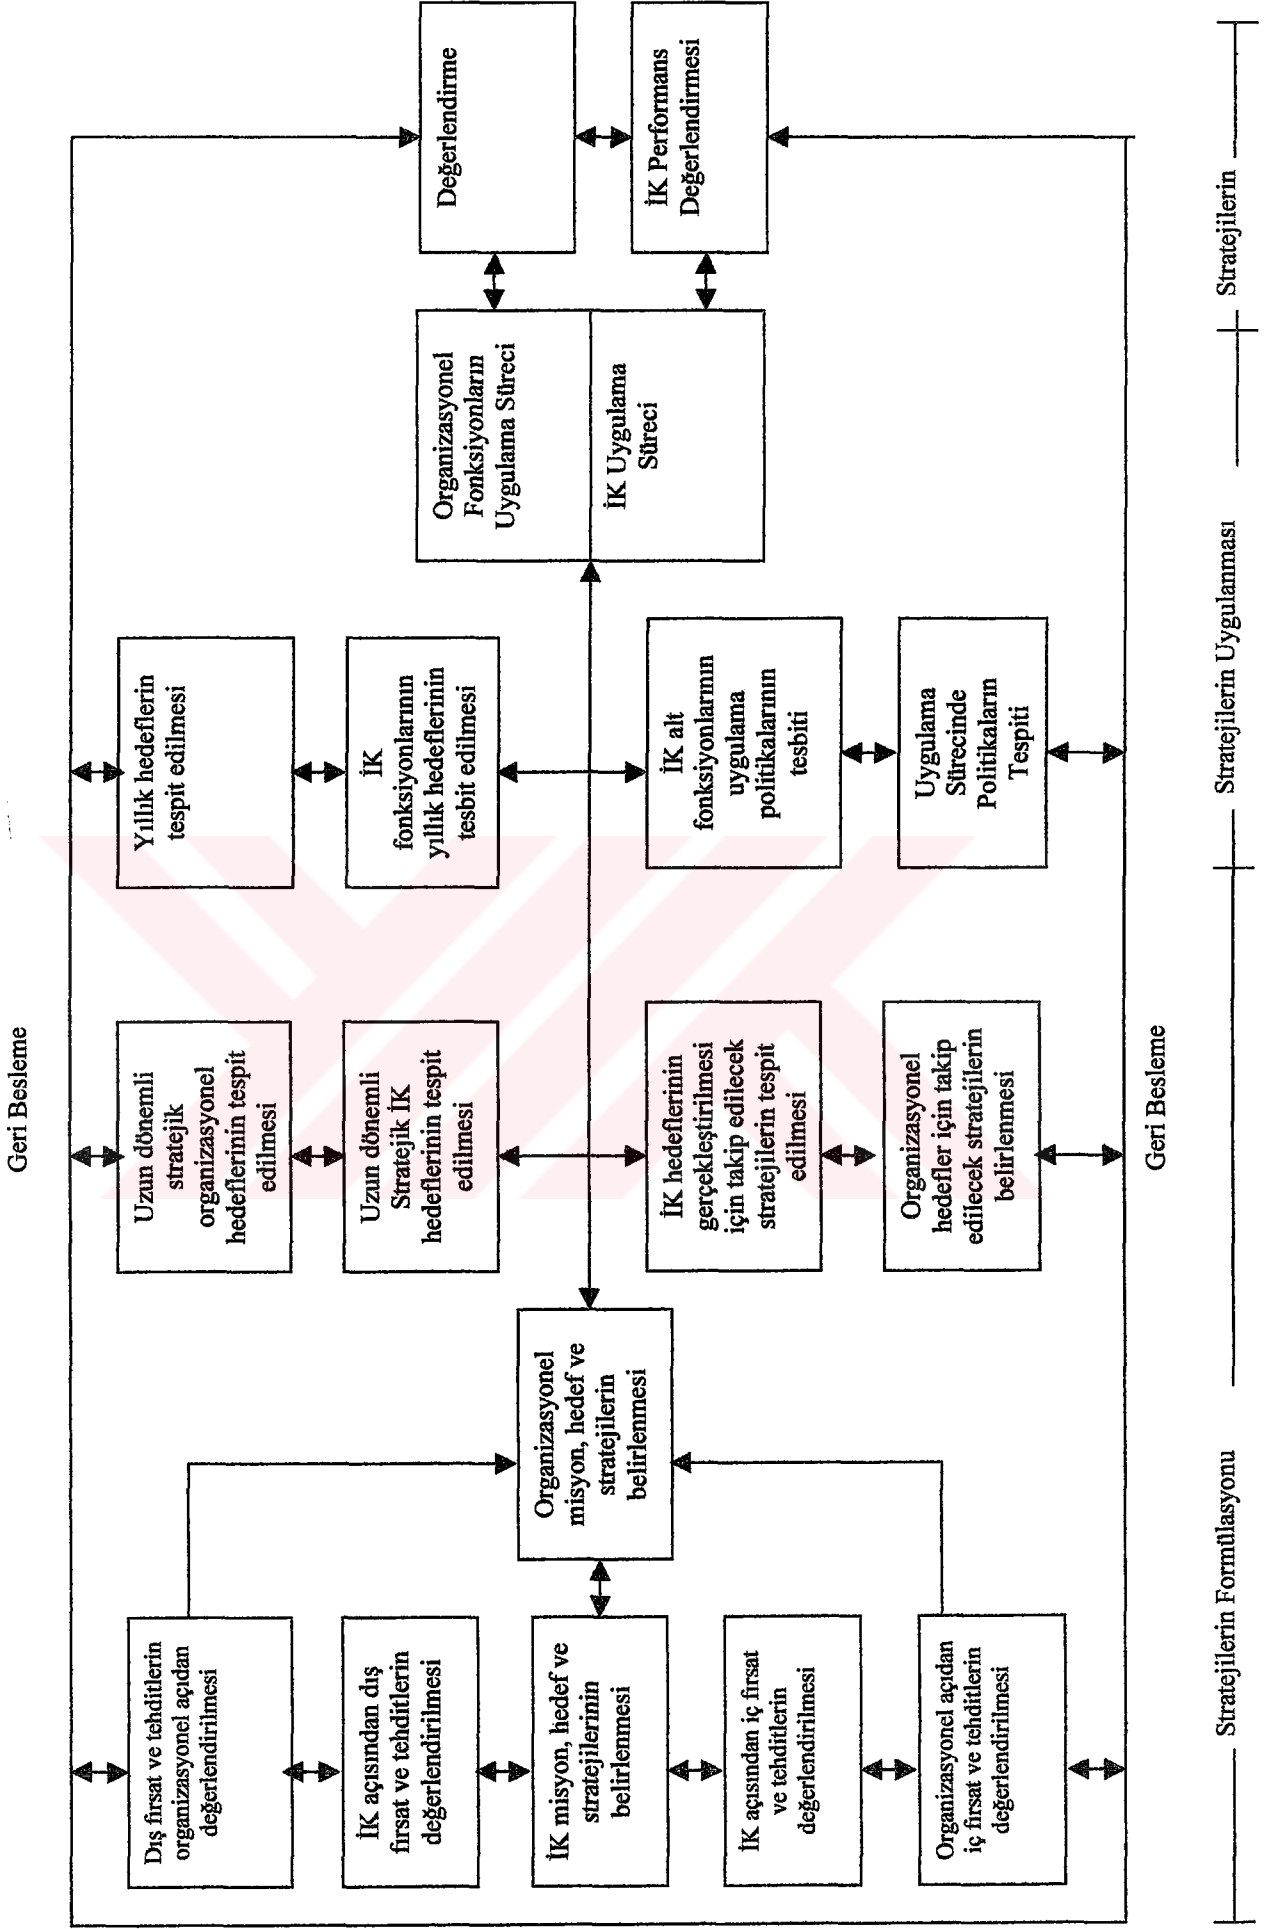 Geri Besleme
Dış fırsat ve tehditlerin
organizasyonel açıdan
değerlendirilmesi
İK açısından dış
fırsat ve tehditlerin
değerlendirilmesi
İK misyon, hedef ve
stratejilerinin
belirlenmesi
İK açısından iç fırsat
ve tehditlerin
değerlendirilmesi
Organizasyonel açıdan
iç fırsat ve tehditlerin
değerlendirilmesi
Organizasyonel
misyon, hedef ve
stratejilerin
belirlenmesi
Uzun dönemli
stratejik
organizasyonel
hedeflerinin tespit
edilmesi
Uzun dönemli
Stratejik İK
hedeflerinin tespit
edilmesi
İK hedeflerinin
gerçekleştirilmesi
için takip edilecek
stratejilerin tespit
edilmesi
Organizasyonel
hedefler için takip
edilecek stratejilerin
belirlenmesi
Yıllık hedeflerin
tespit edilmesi
İK
fonksiyonlarının
yıllık hedeflerinin
tesbit edilmesi
İK alt
fonksiyonlarının
uygulama
politikalarının
tesbiti
Uygulama
Sürecinde
Politikaların
Tespiti
Organizasyonel
Fonksiyonların
Uygulama Süreci
İK Uygulama
Süreci
Değerlendirme
İK Performans
Değerlendirmesi
Geri Besleme
Stratejilerin Formülasyonu
Stratejilerin Uygulanması
Stratejilerin